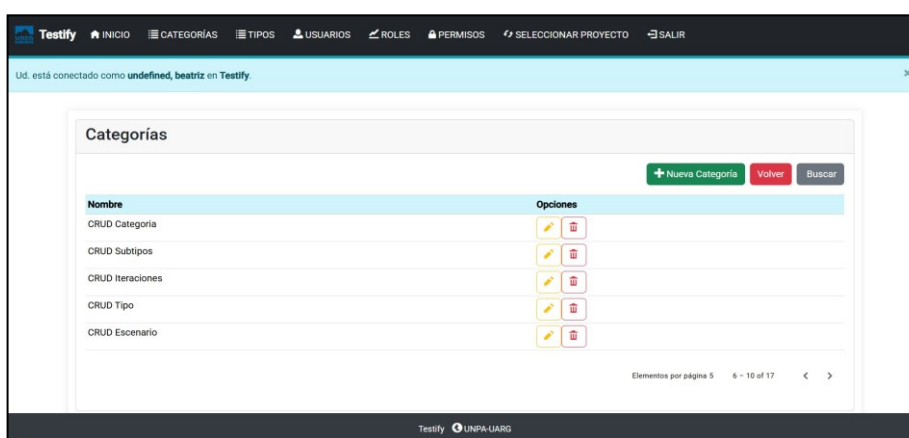 Testify INICIO CATEGORÍAS TIPOS USUARIOS ROLES PERMISOS SELECCIONAR PROYECTO SALIR
Ud. está conectado como undefined, beatriz en Testify.
Categorías
Nueva Categoría Volver Buscar
Nombre Opciones
CRUD Categoria
CRUD Subtipos
CRUD Iteraciones
CRUD Tipo
CRUD Escenario
Elementos por página 5 6 – 10 of 17
Testify UNPA-UARG